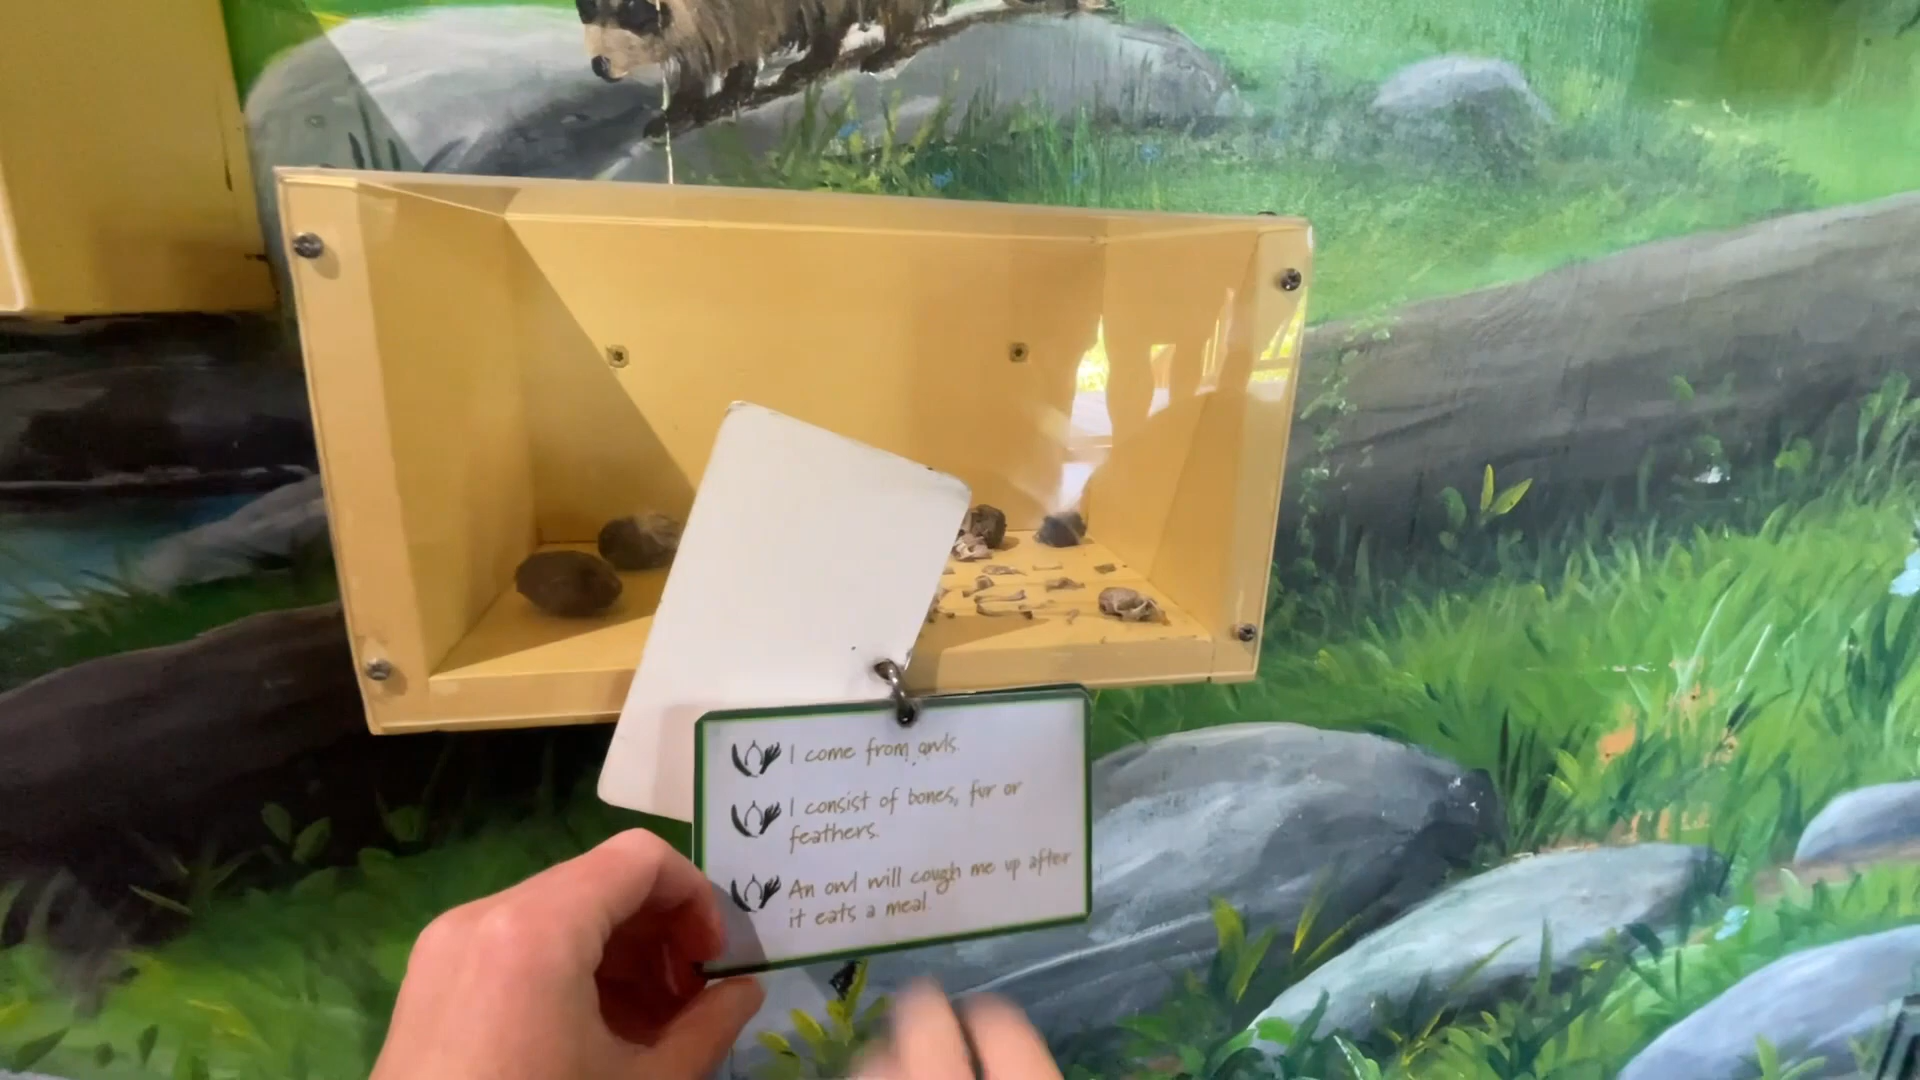 I come from owls.
I consist of bones, fur or
feathers.
An owl will cough me up after
it eats a meal.